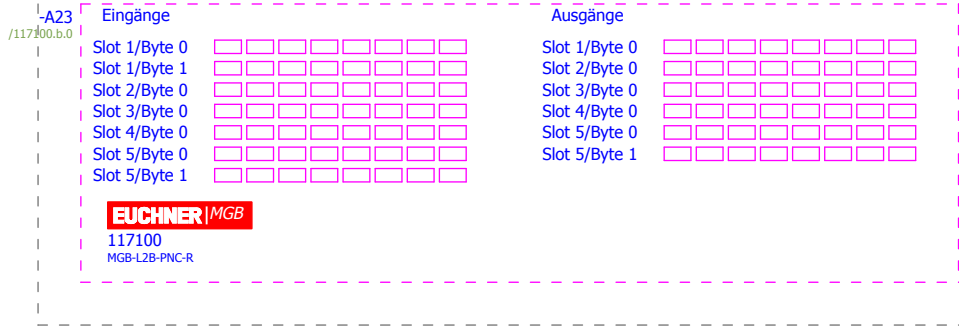 -A23
/117100.b.0
Eingänge
Ausgänge
Slot 1/Byte 0
Slot 1/Byte 1
Slot 2/Byte 0
Slot 3/Byte 0
Slot 4/Byte 0
Slot 5/Byte 0
Slot 5/Byte 1
Slot 1/Byte 0
Slot 2/Byte 0
Slot 3/Byte 0
Slot 4/Byte 0
Slot 5/Byte 0
Slot 5/Byte 1
EUCHNER|MGB
117100
MGB-L2B-PNC-R